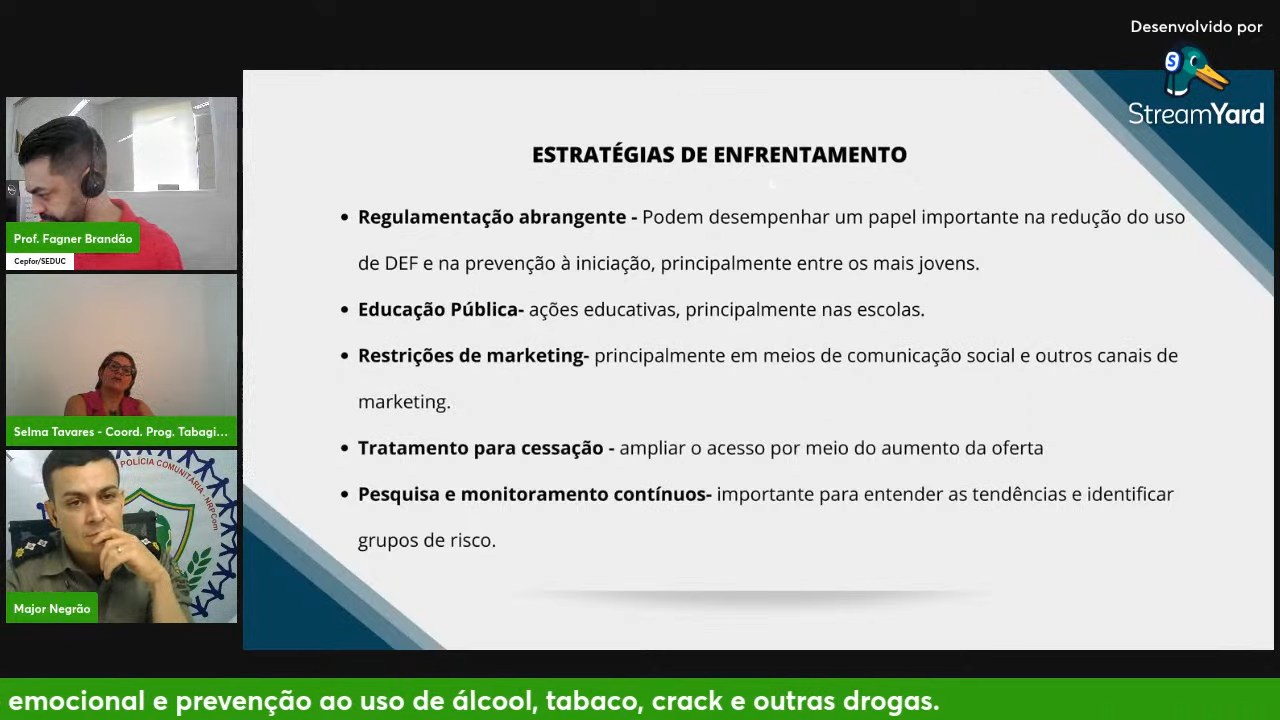 Desenvolvido por
StreamYard
ESTRATÉGIAS DE ENFRENTAMENTO
• Regulamentação abrangente - Podem desempenhar um papel importante na redução do uso
de DEF e na prevenção à iniciação, principalmente entre os mais jovens.
• Educação Pública- ações educativas, principalmente nas escolas.
• Restrições de marketing- principalmente em meios de comunicação social e outros canais de
marketing.
• Tratamento para cessação - ampliar o acesso por meio do aumento da oferta
• Pesquisa e monitoramento contínuos- importante para entender as tendências e identificar
grupos de risco.
Prof. Fagner Brandão
Cepfor/SEDUC
Selma Tavares - Coord. Prog. Tabagi...
POLÍCIA COMUNITÁRIA - NRPCom
Major Negrão
emocional e prevenção ao uso de álcool, tabaco, crack e outras drogas.